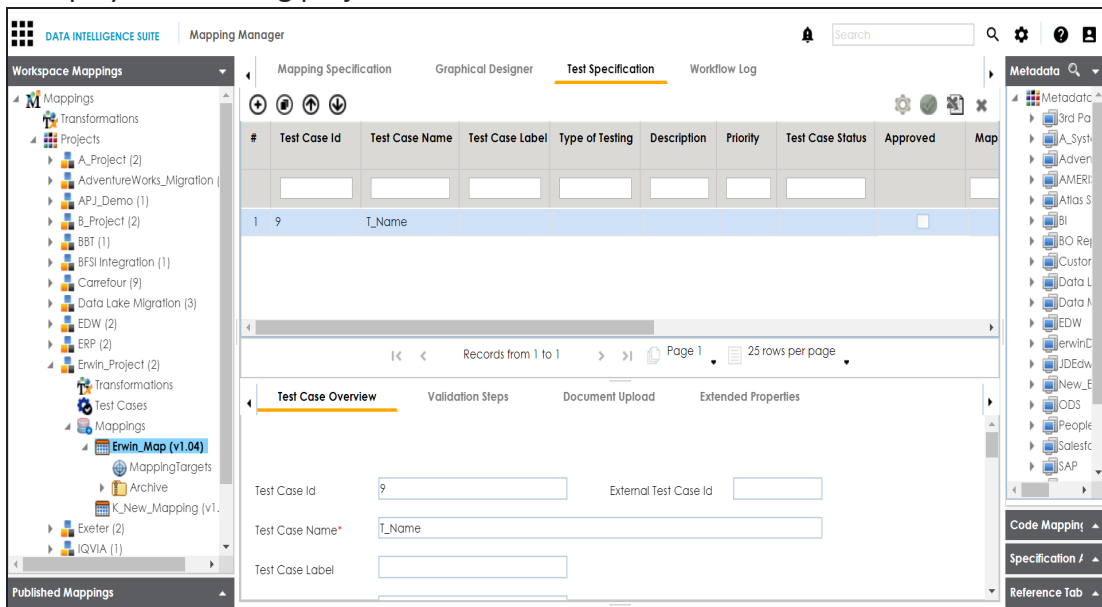 DATA INTELLIGENCE SUITE
Mapping Manager
Search
Workspace Mappings
Mappings
Transformations
Projects
A_Project (2)
AdventureWorks_Migration (
APJ_Demo (1)
B_Project (2)
BBT (1)
BFSI Integration (1)
Carrefour (9)
Data Lake Migration (3)
EDW (2)
ERP (2)
Erwin_Project (2)
Transformations
Test Cases
Mappings
Erwin_Map (v1.04)
MappingTargets
Archive
K_New_Mapping (v1.
Exeter (2)
IQVIA (1)
Published Mappings
Mapping Specification Graphical Designer Test Specification Workflow Log
# Test Case Id Test Case Name Test Case Label Type of Testing Description Priority Test Case Status Approved Map
1 9 T_Name
Records from 1 to 1 Page 1 25 rows per page
Test Case Overview Validation Steps Document Upload Extended Properties
Test Case Id 9 External Test Case Id
Test Case Name* T_Name
Test Case Label
Metadata
Metadatc
3rd Pa
A_Syst
Adven
AMERI
Atlas S
BI
BO Rep
Custor
Data L
Data M
EDW
erwinD
JDEdw
New_E
ODS
People
Salesfc
SAP
Code Mapping
Specification A
Reference Tab